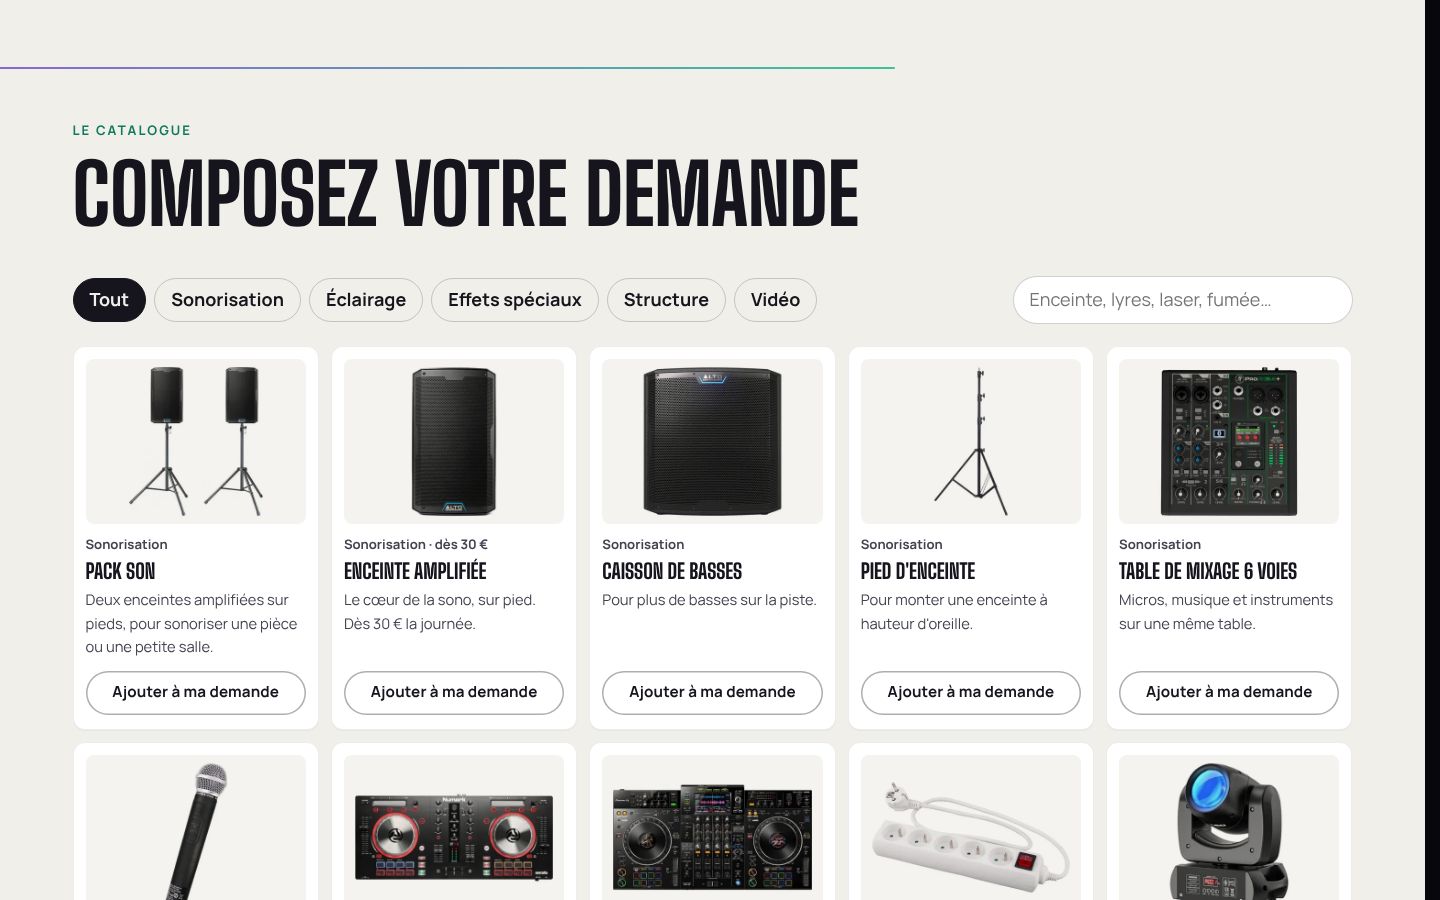 LE CATALOGUE
COMPOSEZ VOTRE DEMANDE
Tout
Sonorisation
Éclairage
Effets spéciaux
Structure
Vidéo
Enceinte, lyres, laser, fumée…
ALTO
ALTO
Sonorisation
PACK SON
Deux enceintes amplifiées sur
pieds, pour sonoriser une pièce
ou une petite salle.
Ajouter à ma demande
Sonorisation · dès 30 €
ENCEINTE AMPLIFIÉE
Le cœur de la sono, sur pied.
Dès 30 € la journée.
Ajouter à ma demande
Sonorisation
CAISSON DE BASSES
Pour plus de basses sur la piste.
Ajouter à ma demande
Sonorisation
PIED D'ENCEINTE
Pour monter une enceinte à
hauteur d'oreille.
Ajouter à ma demande
Sonorisation
TABLE DE MIXAGE 6 VOIES
Micros, musique et instruments
sur une même table.
Ajouter à ma demande
Numark